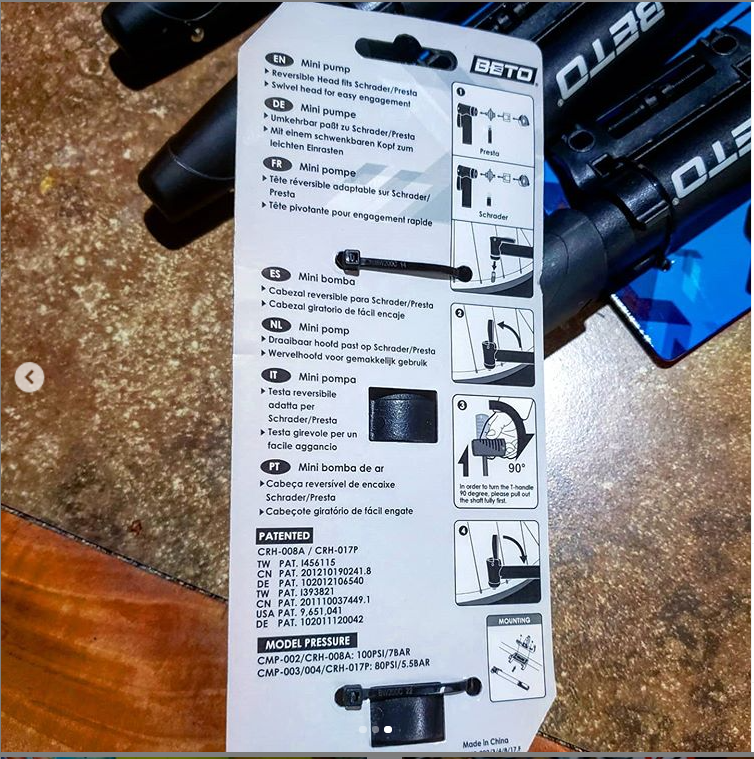 BETO
BETO
BETO
EN Mini pump
Reversible Head fits Schrader/Presta
Swivel head for easy engagement
DE Mini pumpe
Umkehrbar paßt zu Schrader/Presta
Mit einem schwenkbaren Kopf zum
leichten Einrasten
FR Mini pompe
Tête réversible adaptable sur Schrader/
Presta
Tête pivotante pour engagement rapide
ES Mini bomba
Cabezal reversible para Schrader/Presta
Cabezal giratorio de fácil encaje
NL Mini pomp
Draaibaar hoofd past op Schrader/Presta
Wervelhoofd voor gemakkelijk gebruik
IT Mini pompa
Testa reversibile
adatta per
Schrader/Presta
Testa girevole per un
facile aggancio
PT Mini bomba de ar
Cabeça reversível de encaixe
Schrader/Presta
Cabeçote giratório de fácil engate
PATENTED
CRH-008A / CRH-017P
TW PAT. I456115
CN PAT. 201210190241.8
DE PAT. 102012106540
TW PAT. I393821
CN PAT. 201110037449.1
USA PAT. 9,651,041
DE PAT. 102011120042
MODEL PRESSURE
CMP-002/CRH-008A: 100PSI/7BAR
CMP-003/004/CRH-017P: 80PSI/5.5BAR
1
Presta
Schrader
2
3
90°
In order to turn the T-handle
90 degree, please pull out
the shaft fully first.
4
MOUNTING
Made In China